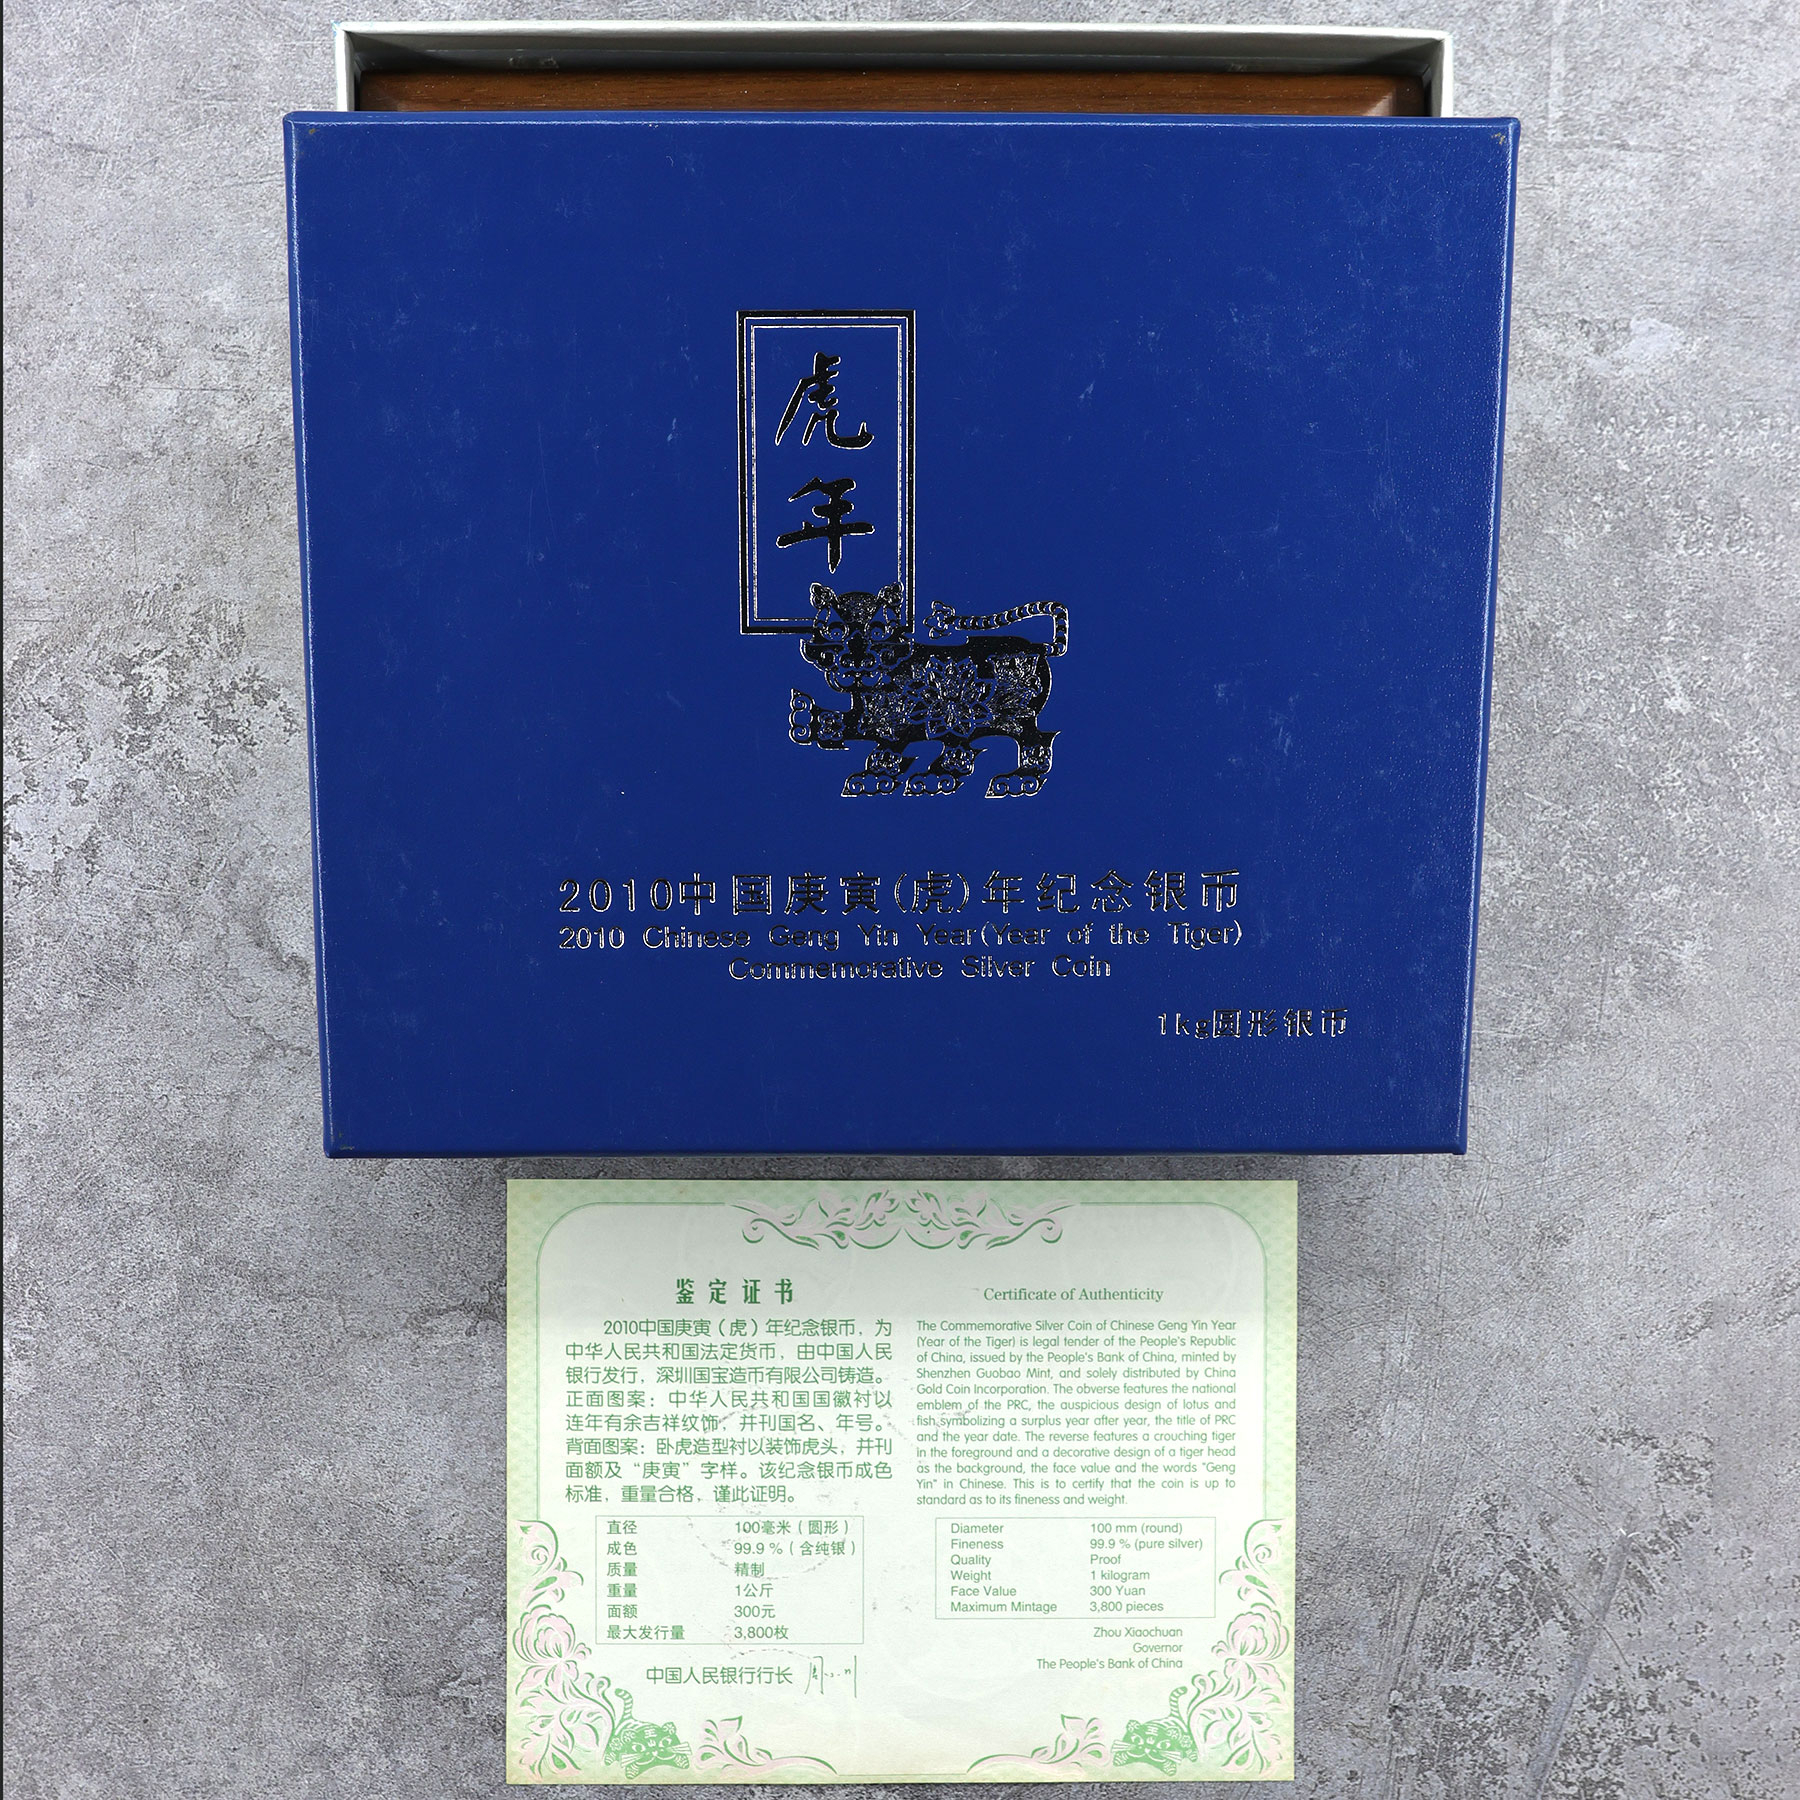 虎
年
2010中国庚寅(虎)年纪念银币
2010 Chinese Geng Yin Year(Year of the Tiger)
Commemorative Silver Coin
1kg圆形银币
鉴定证书
2010中国庚寅（虎）年纪念银币，为
中华人民共和国法定货币，由中国人民
银行发行，深圳国宝造币有限公司铸造。
正面图案：中华人民共和国国徽衬以
连年有余吉祥纹饰，并刊国名、年号。
背面图案：卧虎造型衬以装饰虎头，并刊
面额及“庚寅”字样。该纪念银币成色
标准，重量合格，谨此证明。
直径 100毫米（圆形）
成色 99.9 %（含纯银）
质量 精制
重量 1公斤
面额 300元
最大发行量 3,800枚
中国人民银行行长
Certificate of Authenticity
The Commemorative Silver Coin of Chinese Geng Yin Year
(Year of the Tiger) is legal tender of the People's Republic
of China, issued by the People's Bank of China, minted by
Shenzhen Guobao Mint, and solely distributed by China
Gold Coin Incorporation. The obverse features the national
emblem of the PRC, the auspicious design of lotus and
fish symbolizing a surplus year after year, the title of PRC
and the year date. The reverse features a crouching tiger
in the foreground and a decorative design of a tiger head
as the background, the face value and the words "Geng
Yin" in Chinese. This is to certify that the coin is up to
standard as to its fineness and weight.
Diameter 100 mm (round)
Fineness 99.9 % (pure silver)
Quality Proof
Weight 1 kilogram
Face Value 300 Yuan
Maximum Mintage 3,800 pieces
Zhou Xiaochuan
Governor
The People's Bank of China